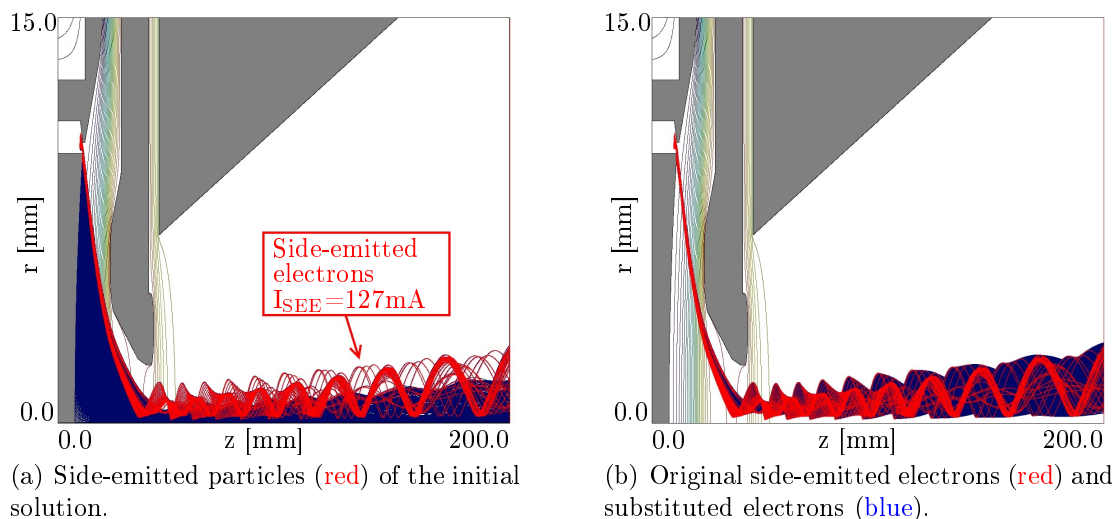 15.0
r [mm]
Side-emitted
electrons
I_SEE=127mA
0.0
0.0
z [mm]
200.0
(a) Side-emitted particles (red) of the initial
solution.
15.0
r [mm]
0.0
0.0
z [mm]
200.0
(b) Original side-emitted electrons (red) and
substituted electrons (blue).